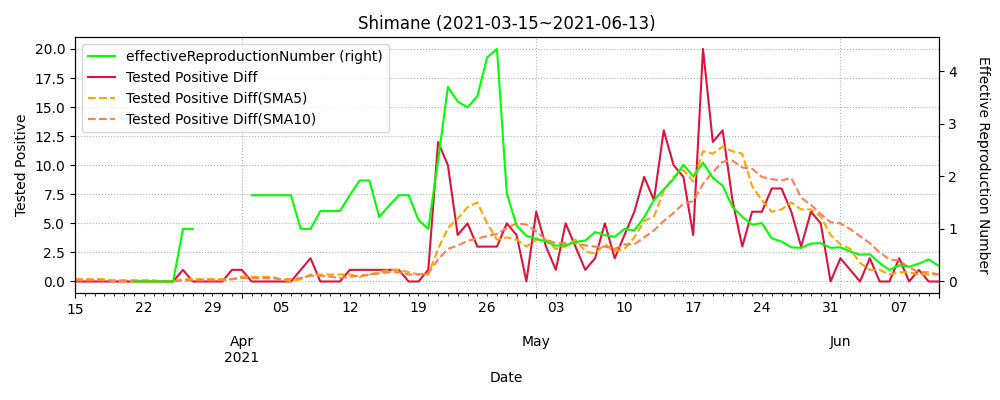 Shimane (2021-03-15~2021-06-13)
effectiveReproductionNumber (right)
Tested Positive Diff
Tested Positive Diff(SMA5)
Tested Positive Diff(SMA10)
Tested Positive
20.0
17.5
15.0
12.5
10.0
7.5
5.0
2.5
0.0
Effective Reproduction Number
4
3
2
1
0
15 22 29 05 12 19 26 03 10 17 24 31 07
Apr May Jun
2021
Date